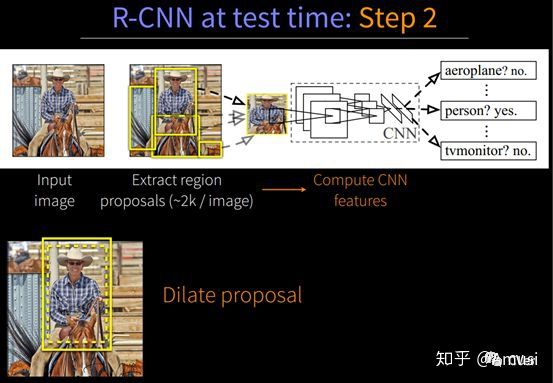 R-CNN at test time: Step 2
aeroplane? no.
person? yes.
tvmonitor? no.
CNN
Input
image
Extract region
proposals (~2k / image)
Compute CNN
features
Dilate proposal
知乎